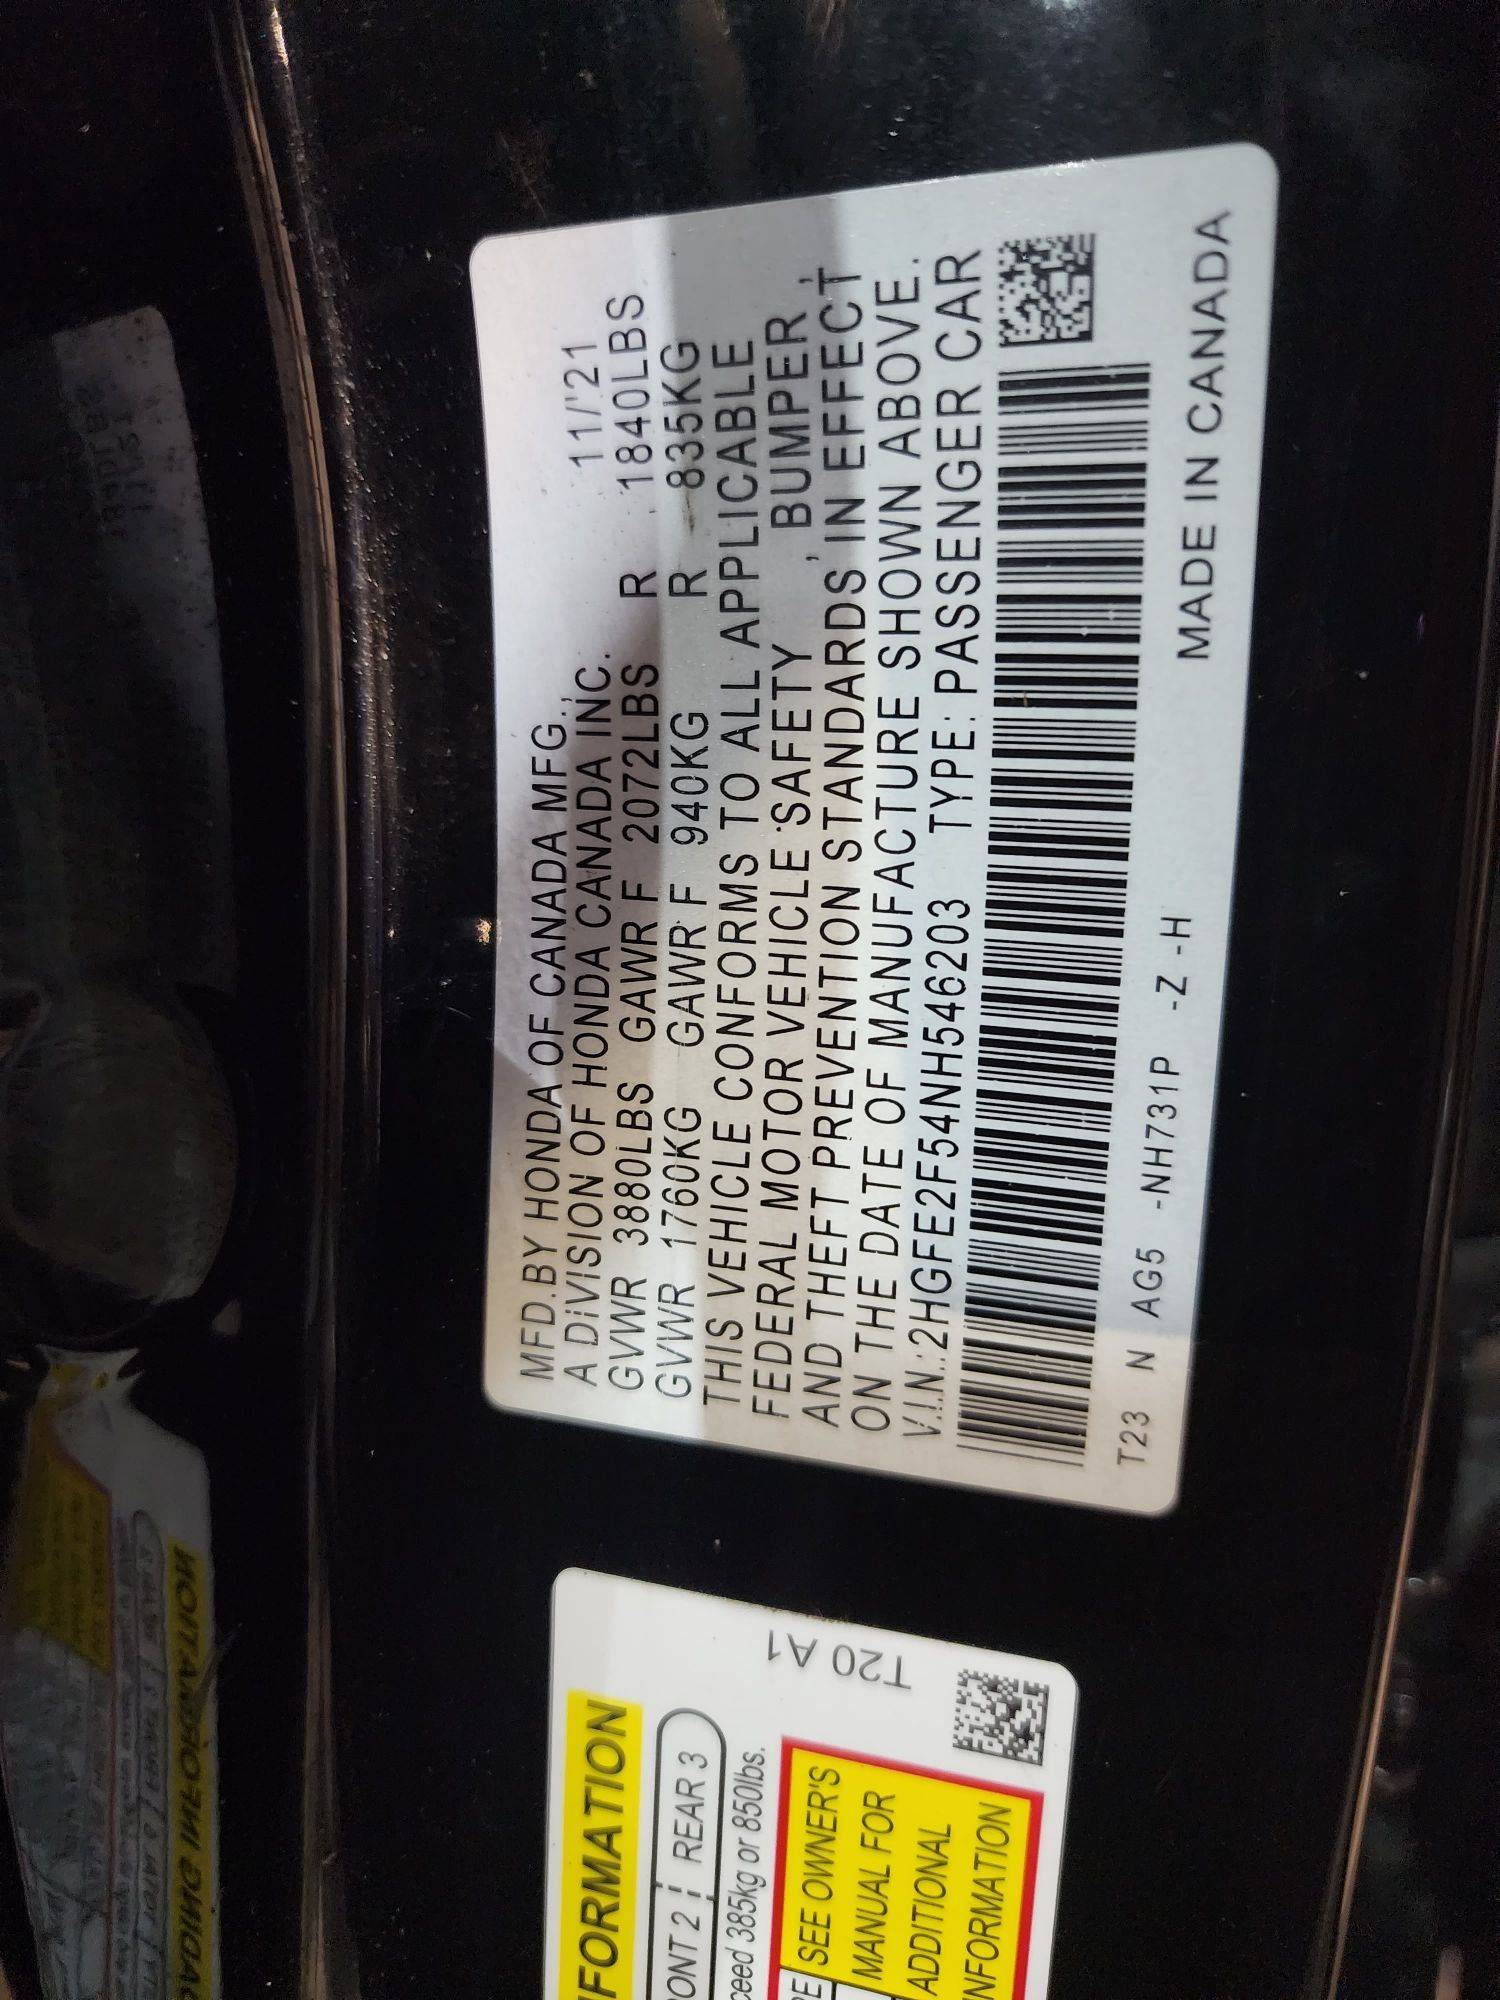 MFD.BY HONDA OF CANADA MFG.,
A DIVISION OF HONDA CANADA INC. 11/'21
GVWR 3880LBS GAWR F 2072LBS R 1840LBS
GVWR 1760KG GAWR F 940KG R 835KG
THIS VEHICLE CONFORMS TO ALL APPLICABLE
FEDERAL MOTOR VEHICLE SAFETY , BUMPER ,
AND THEFT PREVENTION STANDARDS IN EFFECT
ON THE DATE OF MANUFACTURE SHOWN ABOVE.
V.I.N.:2HGFE2F54NH546203 TYPE: PASSENGER CAR
T23 N AG5 -NH731P -Z -H
MADE IN CANADA
FORMATION
ONT 2 REAR 3
ceed 385kg or 850lbs.
SEE OWNER'S
MANUAL FOR
ADDITIONAL
INFORMATION
T20 A1